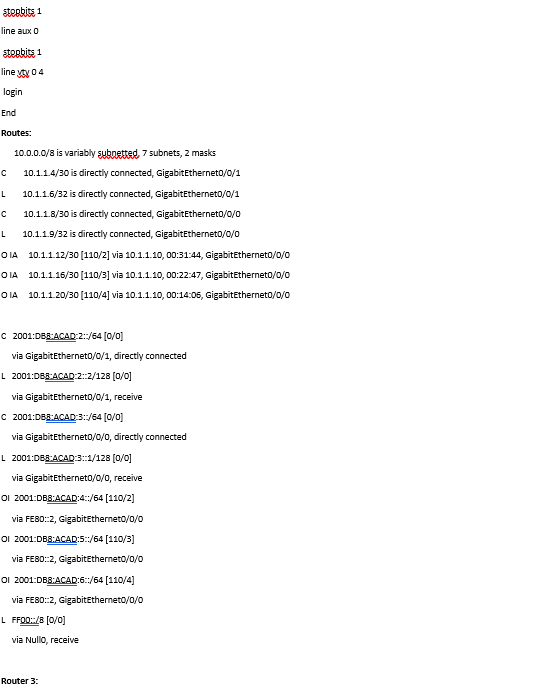 stopbits 1
line aux 0
stopbits 1
line vty 0 4
login
End
Routes:
10.0.0.0/8 is variably subnetted, 7 subnets, 2 masks
C 10.1.1.4/30 is directly connected, GigabitEthernet0/0/1
L 10.1.1.6/32 is directly connected, GigabitEthernet0/0/1
C 10.1.1.8/30 is directly connected, GigabitEthernet0/0/0
L 10.1.1.9/32 is directly connected, GigabitEthernet0/0/0
O IA 10.1.1.12/30 [110/2] via 10.1.1.10, 00:31:44, GigabitEthernet0/0/0
O IA 10.1.1.16/30 [110/3] via 10.1.1.10, 00:22:47, GigabitEthernet0/0/0
O IA 10.1.1.20/30 [110/4] via 10.1.1.10, 00:14:06, GigabitEthernet0/0/0
C 2001:DB8:ACAD:2::/64 [0/0]
via GigabitEthernet0/0/1, directly connected
L 2001:DB8:ACAD:2::2/128 [0/0]
via GigabitEthernet0/0/1, receive
C 2001:DB8:ACAD:3::/64 [0/0]
via GigabitEthernet0/0/0, directly connected
L 2001:DB8:ACAD:3::1/128 [0/0]
via GigabitEthernet0/0/0, receive
OI 2001:DB8:ACAD:4::/64 [110/2]
via FE80::2, GigabitEthernet0/0/0
OI 2001:DB8:ACAD:5::/64 [110/3]
via FE80::2, GigabitEthernet0/0/0
OI 2001:DB8:ACAD:6::/64 [110/4]
via FE80::2, GigabitEthernet0/0/0
L FF00::/8 [0/0]
via Null0, receive
Router 3: